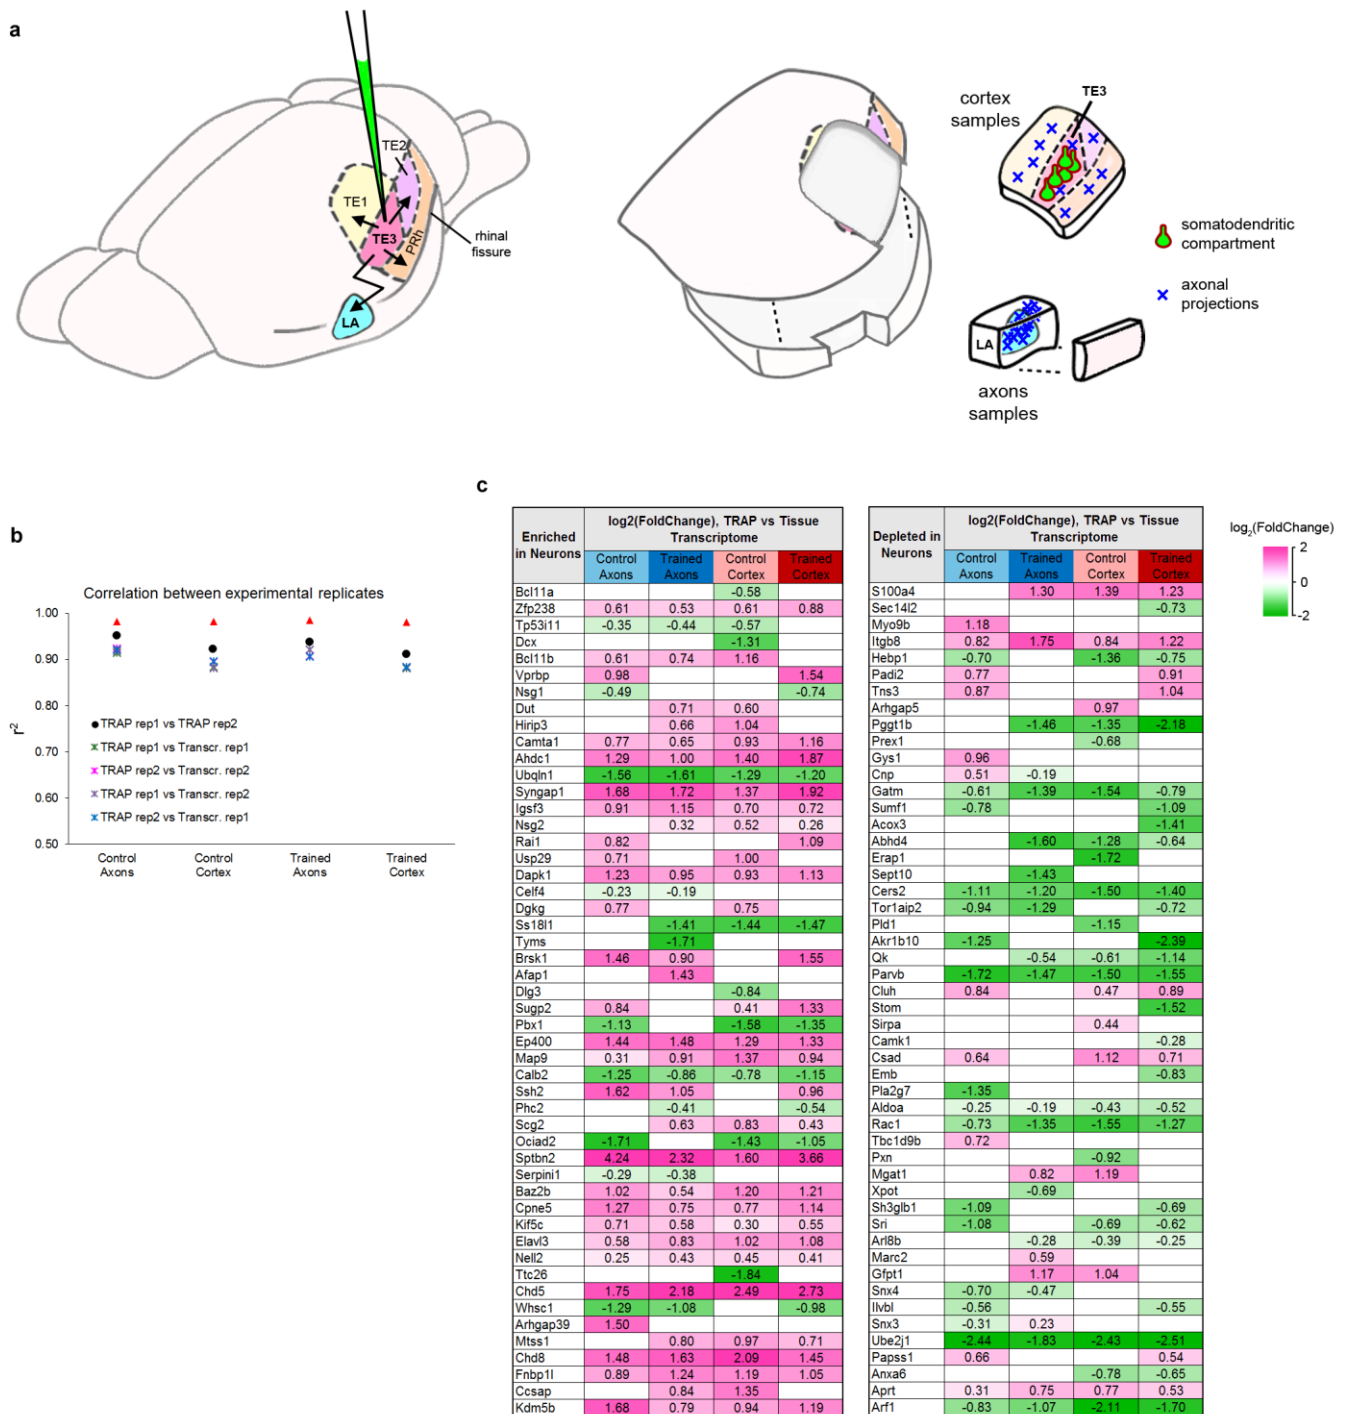 a
TE2
TE1
TE3
PRh
rhinal
fissure
LA
cortex
samples
TE3
somatodendritic
compartment
axonal
projections
LA
axons
samples
b
Correlation between experimental replicates
r2
1.00
0.90
0.80
0.70
0.60
0.50
TRAP rep1 vs TRAP rep2
TRAP rep1 vs Transcr. rep1
TRAP rep2 vs Transcr. rep2
TRAP rep1 vs Transcr. rep2
TRAP rep2 vs Transcr. rep1
Control Axons
Control Cortex
Trained Axons
Trained Cortex
c
Enriched in Neurons
log2(FoldChange), TRAP vs Tissue Transcriptome
Control Axons Trained Axons Control Cortex Trained Cortex
Bcl11a -0.58
Zfp238 0.61 0.53 0.61 0.88
Tp53i11 -0.35 -0.44 -0.57
Dcx -1.31
Bcl11b 0.61 0.74 1.16
Vprbp 0.98 1.54
Nsg1 -0.49 -0.74
Dut 0.71 0.60
Hirip3 0.66 1.04
Camta1 0.77 0.65 0.93 1.16
Ahdc1 1.29 1.00 1.40 1.87
Ubqln1 -1.56 -1.61 -1.29 -1.20
Syngap1 1.68 1.72 1.37 1.92
Igsf3 0.91 1.15 0.70 0.72
Nsg2 0.32 0.52 0.26
Rai1 0.82 1.09
Usp29 0.71 1.00
Dapk1 1.23 0.95 0.93 1.13
Celf4 -0.23 -0.19
Dgkg 0.77 0.75
Ss18l1 -1.41 -1.44 -1.47
Tyms -1.71
Brsk1 1.46 0.90 1.55
Afap1 1.43
Dlg3 -0.84
Sugp2 0.84 0.41 1.33
Pbx1 -1.13 -1.58 -1.35
Ep400 1.44 1.48 1.29 1.33
Map9 0.31 0.91 1.37 0.94
Calb2 -1.25 -0.86 -0.78 -1.15
Ssh2 1.62 1.05 0.96
Phc2 -0.41 -0.54
Scg2 0.63 0.83 0.43
Ociad2 -1.71 -1.43 -1.05
Sptbn2 4.24 2.32 1.60 3.66
Serpini1 -0.29 -0.38
Baz2b 1.02 0.54 1.20 1.21
Cpne5 1.27 0.75 0.77 1.14
Kif5c 0.71 0.58 0.30 0.55
Elavl3 0.58 0.83 1.02 1.08
Nell2 0.25 0.43 0.45 0.41
Ttc26 -1.84
Chd5 1.75 2.18 2.49 2.73
Whsc1 -1.29 -1.08 -0.98
Arhgap39 1.50
Mtss1 0.80 0.97 0.71
Chd8 1.48 1.63 2.09 1.45
Fnbp1l 0.89 1.24 1.19 1.05
Ccsap 0.84 1.35
Kdm5b 1.68 0.79 0.94 1.19
Depleted in Neurons
log2(FoldChange), TRAP vs Tissue Transcriptome
Control Axons Trained Axons Control Cortex Trained Cortex
S100a4 1.30 1.39 1.23
Sec14l2 -0.73
Myo9b 1.18
Itgb8 0.82 1.75 0.84 1.22
Hebp1 -0.70 -1.36 -0.75
Padi2 0.77 0.91
Tns3 0.87 1.04
Arhgap5 0.97
Pggt1b -1.46 -1.35 -2.18
Prex1 -0.68
Gys1 0.96
Cnp 0.51 -0.19
Gatm -0.61 -1.39 -1.54 -0.79
Sumf1 -0.78 -1.09
Acox3 -1.41
Abhd4 -1.60 -1.28 -0.64
Erap1 -1.72
Sept10 -1.43
Cers2 -1.11 -1.20 -1.50 -1.40
Tor1aip2 -0.94 -1.29 -0.72
Pld1 -1.15
Akr1b10 -1.25 -2.39
Qk -0.54 -0.61 -1.14
Parvb -1.72 -1.47 -1.50 -1.55
Cluh 0.84 0.47 0.89
Stom -1.52
Sirpa 0.44
Camk1 -0.28
Csad 0.64 1.12 0.71
Emb -0.83
Pla2g7 -1.35
Aldoa -0.25 -0.19 -0.43 -0.52
Rac1 -0.73 -1.35 -1.55 -1.27
Tbc1d9b 0.72
Pxn -0.92
Mgat1 0.82 1.19
Xpot -0.69
Sh3glb1 -1.09 -0.69
Sri -1.08 -0.69 -0.62
Arl8b -0.28 -0.39 -0.25
Marc2 0.59
Gfpt1 1.17 1.04
Snx4 -0.70 -0.47
Ilvbl -0.56 -0.55
Snx3 -0.31 0.23
Ube2j1 -2.44 -1.83 -2.43 -2.51
Papss1 0.66 0.54
Anxa6 -0.78 -0.65
Aprt 0.31 0.75 0.77 0.53
Arf1 -0.83 -1.07 -2.11 -1.70
log2(FoldChange)
2
0
-2